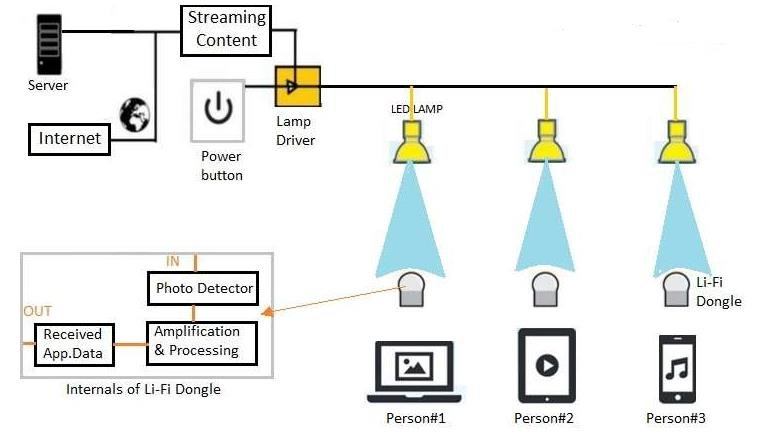 Streaming
Content
Server
Internet
Power
button
Lamp
Driver
LED LAMP
Li-Fi
Dongle
IN
Photo Detector
OUT
Received
App.Data
Amplification
& Processing
Internals of Li-Fi Dongle
Person#1
Person#2
Person#3